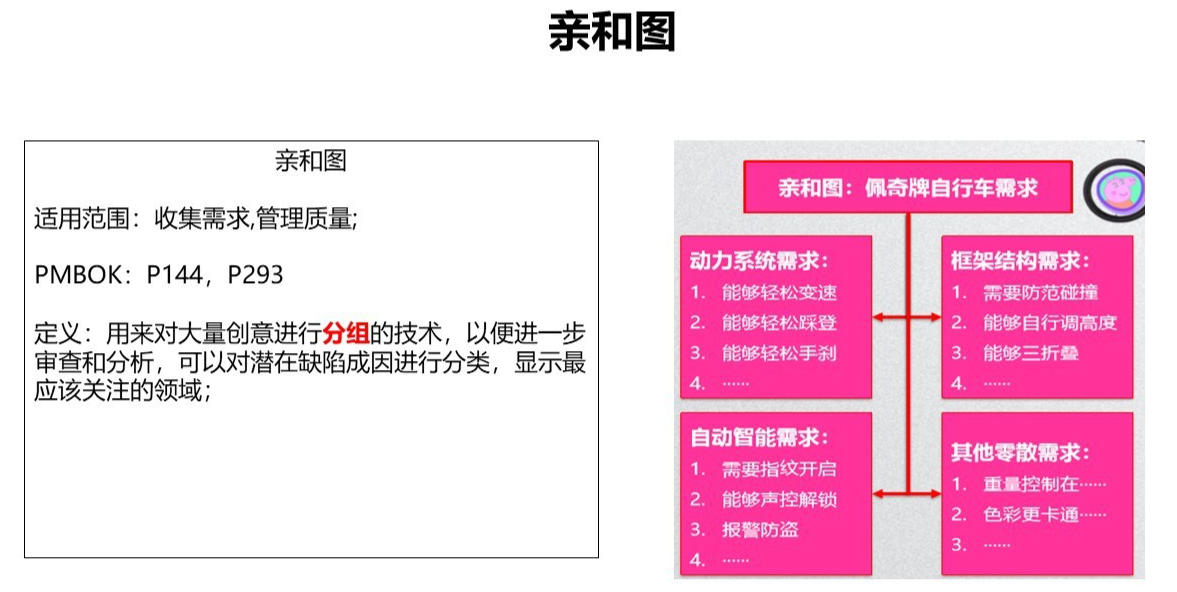 亲和图
亲和图
适用范围：收集需求,管理质量;
PMBOK：P144，P293
定义：用来对大量创意进行分组的技术，以便进一步
审查和分析，可以对潜在缺陷成因进行分类，显示最
应该关注的领域；
亲和图：佩奇牌自行车需求
动力系统需求：
1. 能够轻松变速
2. 能够轻松踩登
3. 能够轻松手刹
4. ……
框架结构需求：
1. 需要防范碰撞
2. 能够自行调高度
3. 能够三折叠
4. ……
自动智能需求：
1. 需要指纹开启
2. 能够声控解锁
3. 报警防盗
4. ……
其他零散需求：
1. 重量控制在……
2. 色彩更卡通……
3. ……